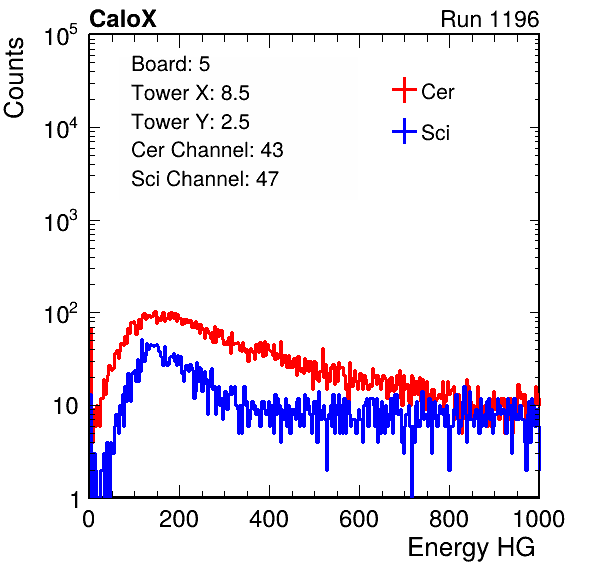 CaloX Run 1196
Counts
Board: 5
Tower X: 8.5
Tower Y: 2.5
Cer Channel: 43
Sci Channel: 47
Cer
Sci
10^5
10^4
10^3
10^2
10
1
0 200 400 600 800 1000
Energy HG